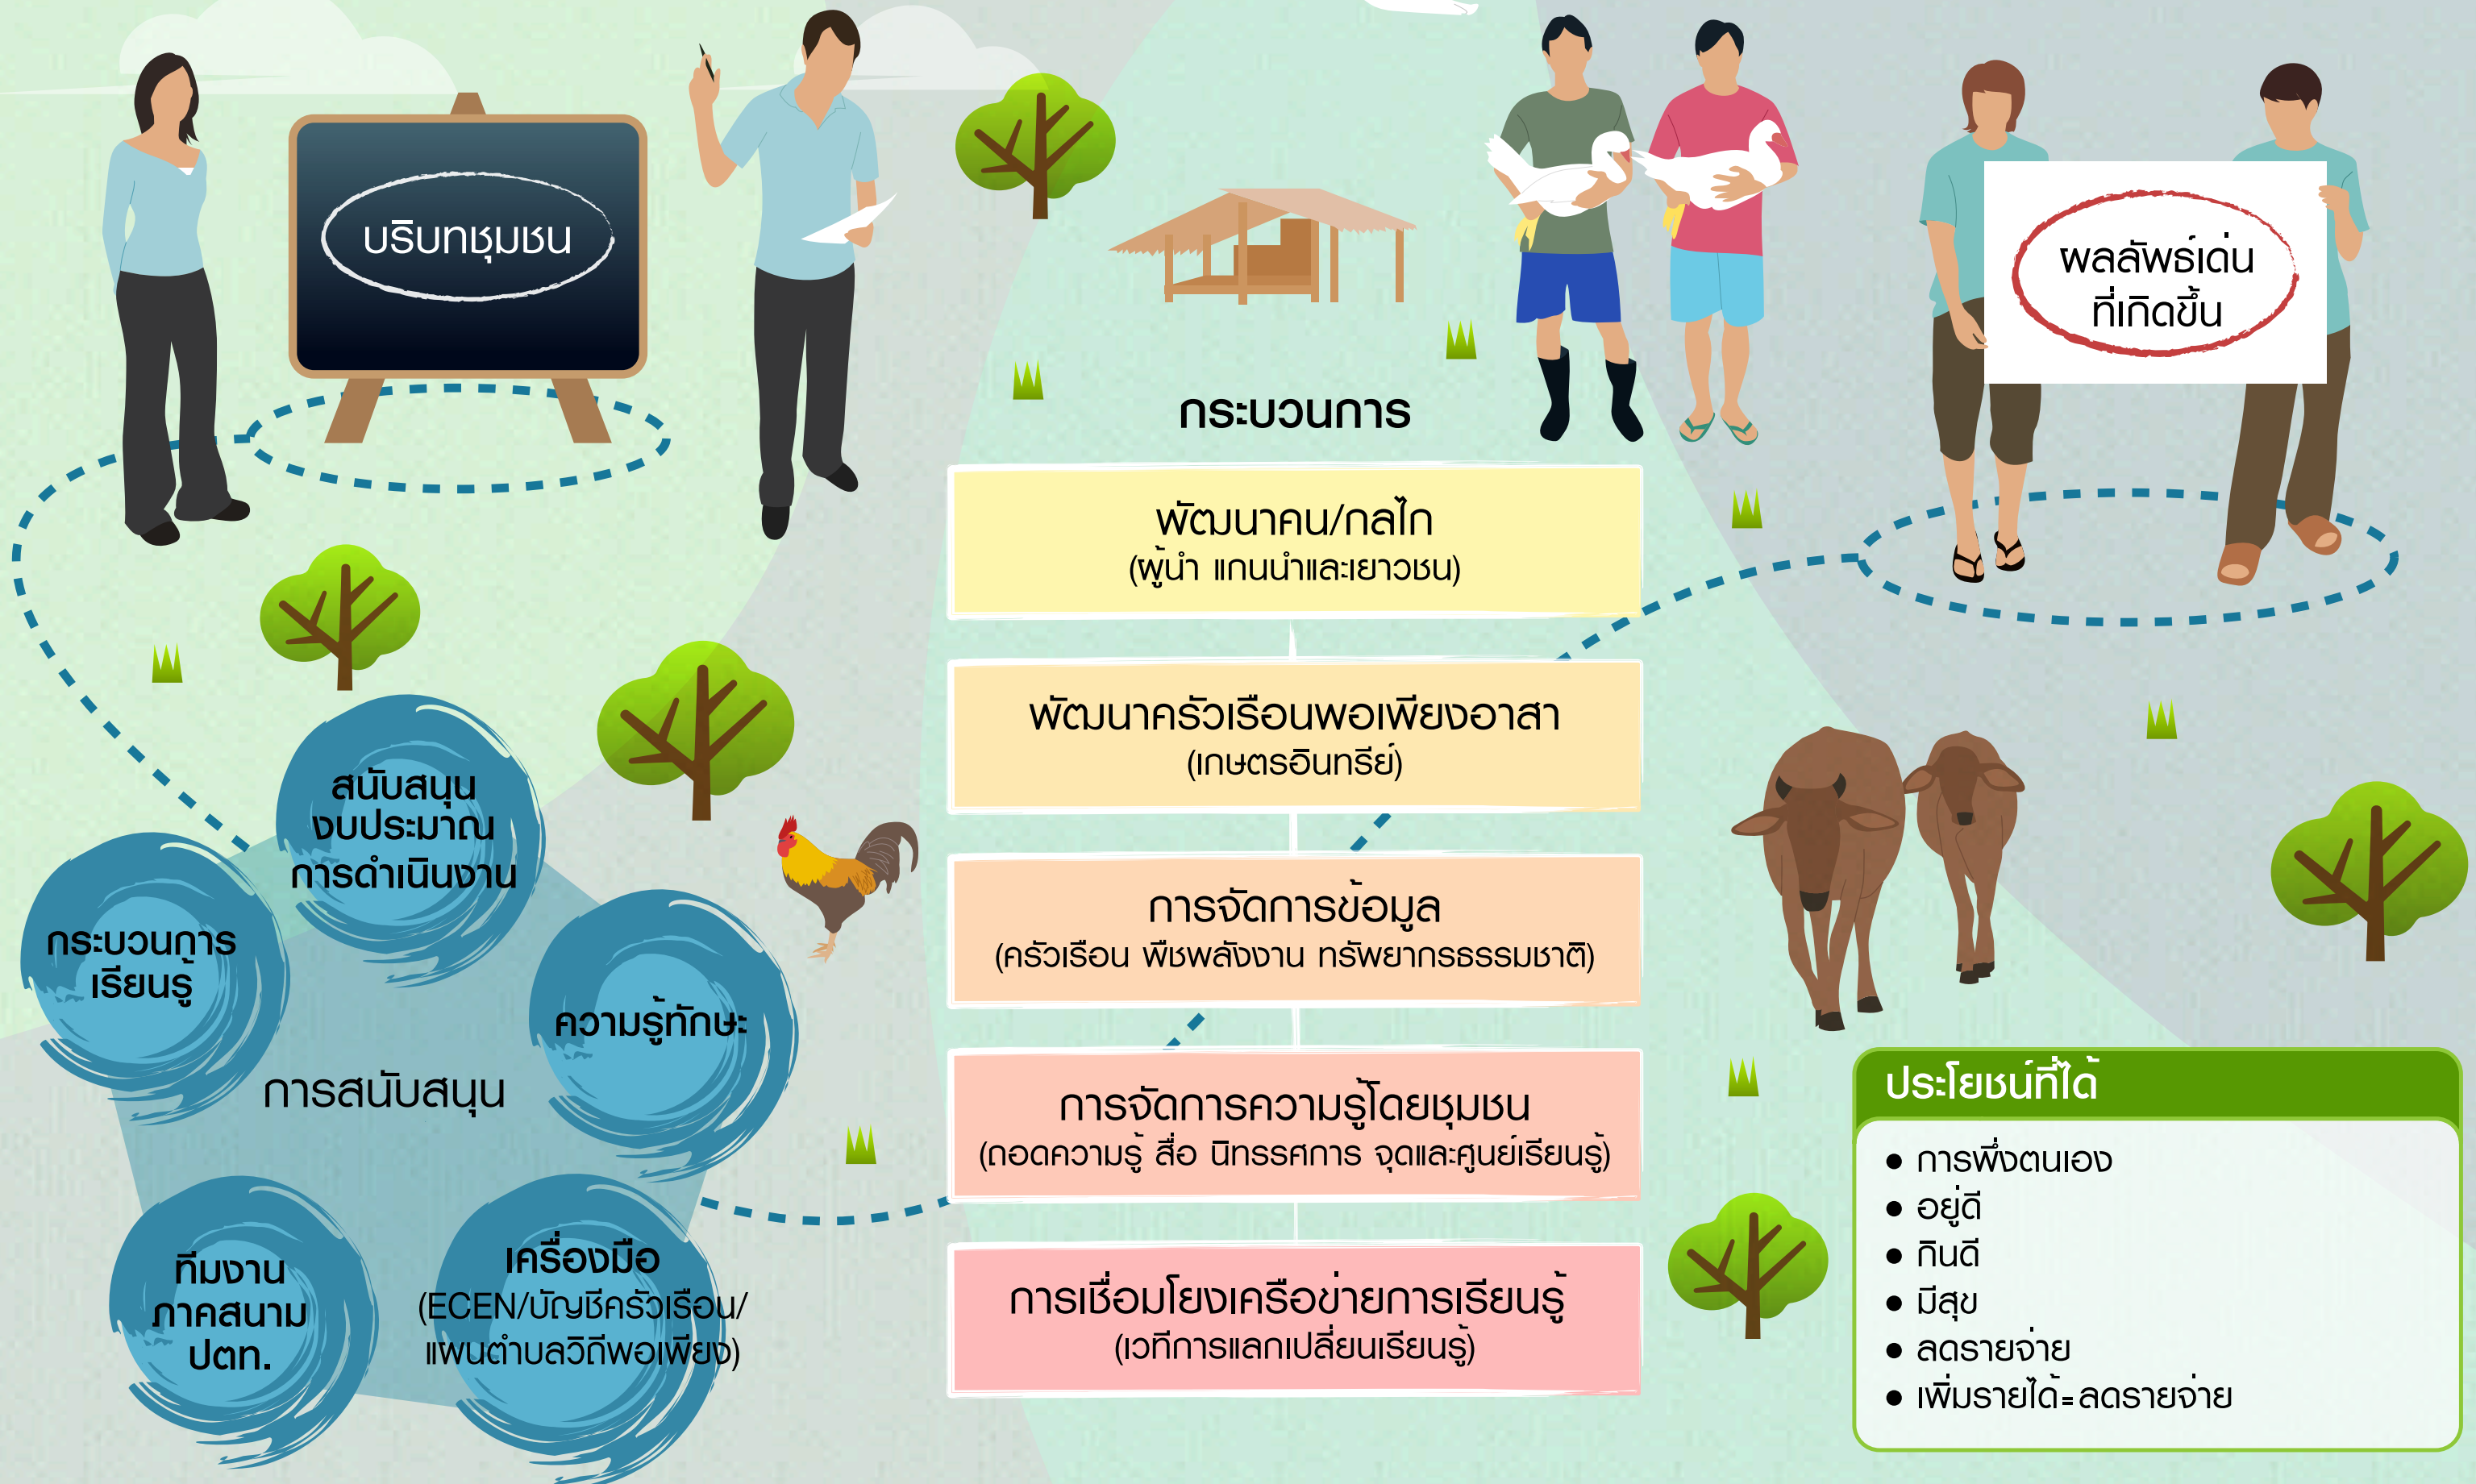 บริบทชุมชน
สนับสนุน
งบประมาณ
การดำเนินงาน
กระบวนการ
เรียนรู้
ความรู้ทักษะ
การสนับสนุน
ทีมงาน
ภาคสนาม
ปตท.
เครื่องมือ
(ECEN/บัญชีครัวเรือน/
แผนตำบลวิถีพอเพียง)
กระบวนการ
พัฒนาคน/กลไก
(ผู้นำ แกนนำและเยาวชน)
พัฒนาครัวเรือนพอเพียงอาสา
(เกษตรอินทรีย์)
การจัดการข้อมูล
(ครัวเรือน พืชพลังงาน ทรัพยากรธรรมชาติ)
การจัดการความรู้โดยชุมชน
(ถอดความรู้ สื่อ นิทรรศการ จุดและศูนย์เรียนรู้)
การเชื่อมโยงเครือข่ายการเรียนรู้
(เวทีการแลกเปลี่ยนเรียนรู้)
ผลลัพธ์เด่น
ที่เกิดขึ้น
ประโยชน์ที่ได้
• การพึ่งตนเอง
• อยู่ดี
• กินดี
• มีสุข
• ลดรายจ่าย
• เพิ่มรายได้=ลดรายจ่าย